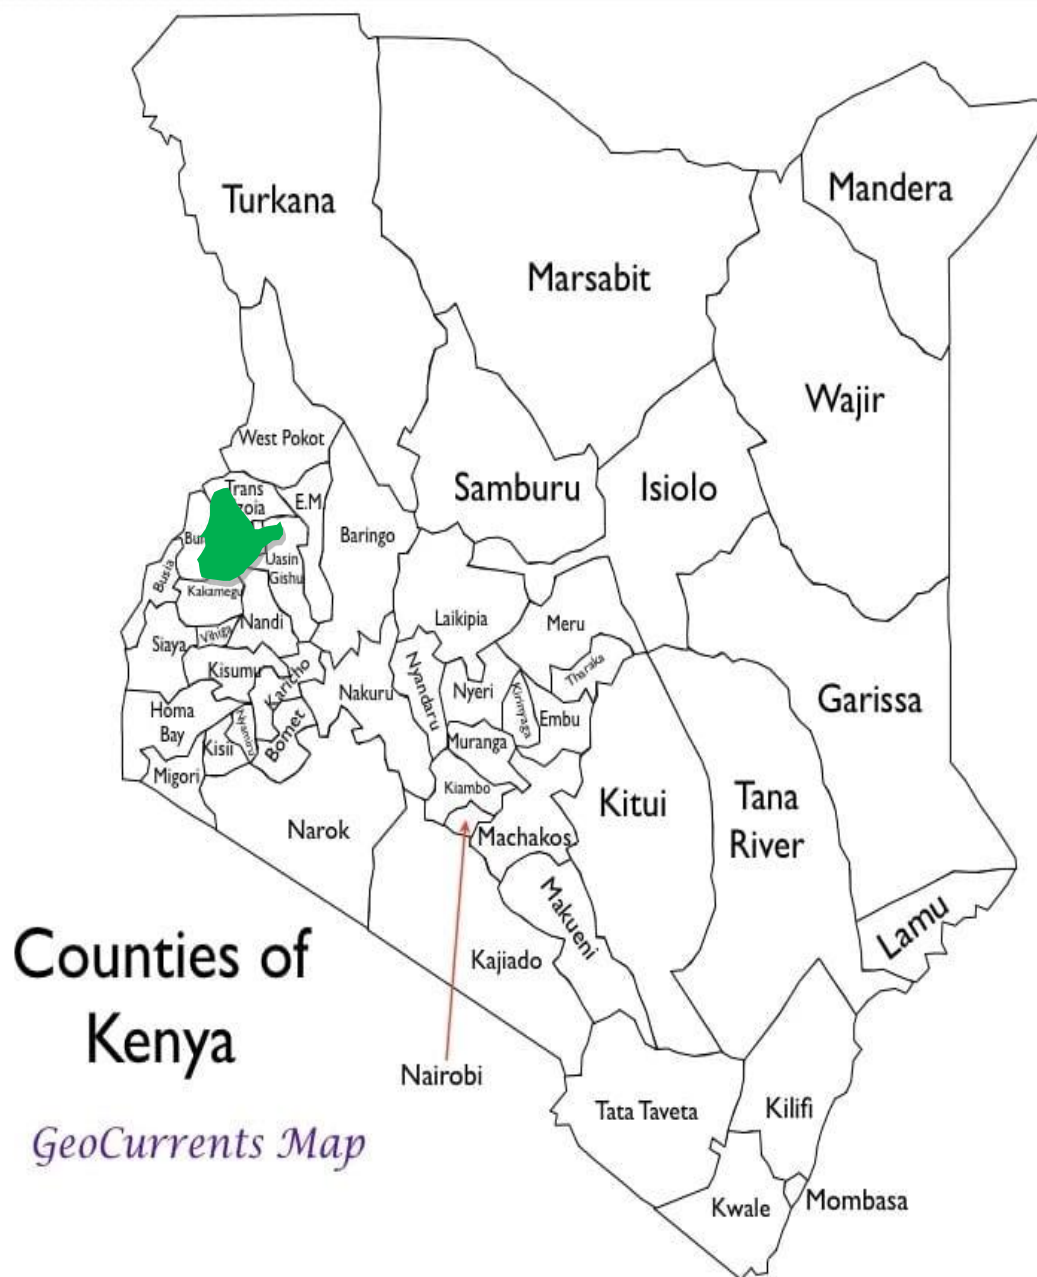 Turkana
Mandera
Marsabit
Wajir
West Pokot
Samburu
Isiolo
Trans
E.M.
Baringo
Uasin
Gishu
Busia
Kakamegu
Nandi
Vihiga
Siaya
Laikipia
Meru
Tharaka
Kisumu
Karicho
Nakuru
Nyandaru
Nyeri
Kirinyaga
Embu
Garissa
Homa
Bay
Kisii
Bomet
Muranga
Migori
Kiambo
Kitui
Tana
River
Narok
Machakos
Makueni
Lamu
Counties of
Kenya
Kajiado
Nairobi
GeoCurrents Map
Tata Taveta
Kilifi
Kwale
Mombasa